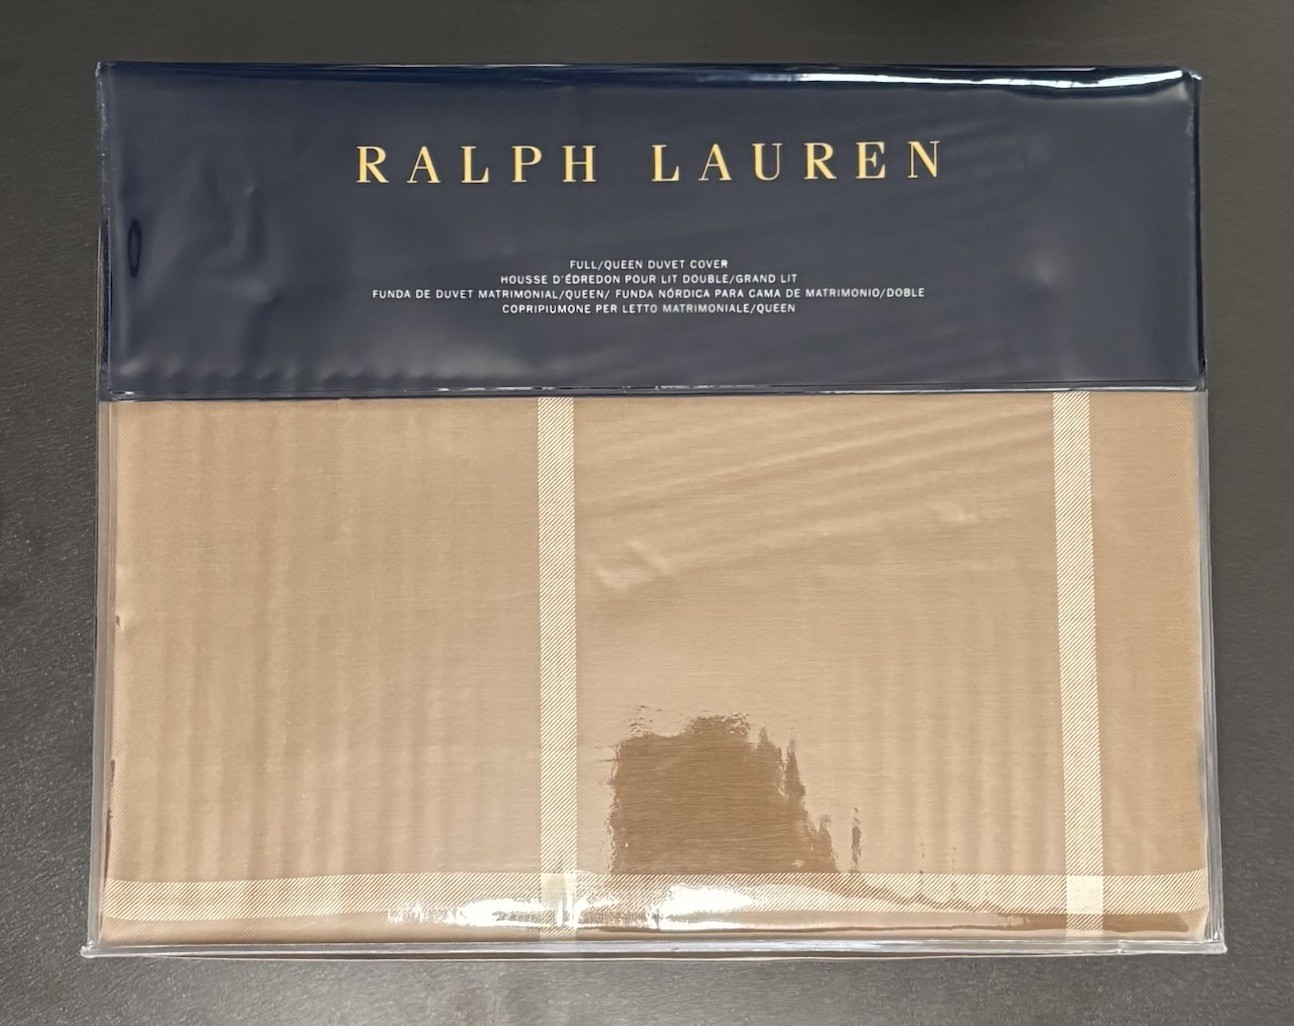 RALPH LAUREN
FULL/QUEEN DUVET COVER
HOUSSE D'ÉDREDON POUR LIT DOUBLE/GRAND LIT
FUNDA DE DUVET MATRIMONIAL/QUEEN/ FUNDA NÓRDICA PARA CAMA DE MATRIMONIO/DOBLE
COPRIPIUMONE PER LETTO MATRIMONIALE/QUEEN